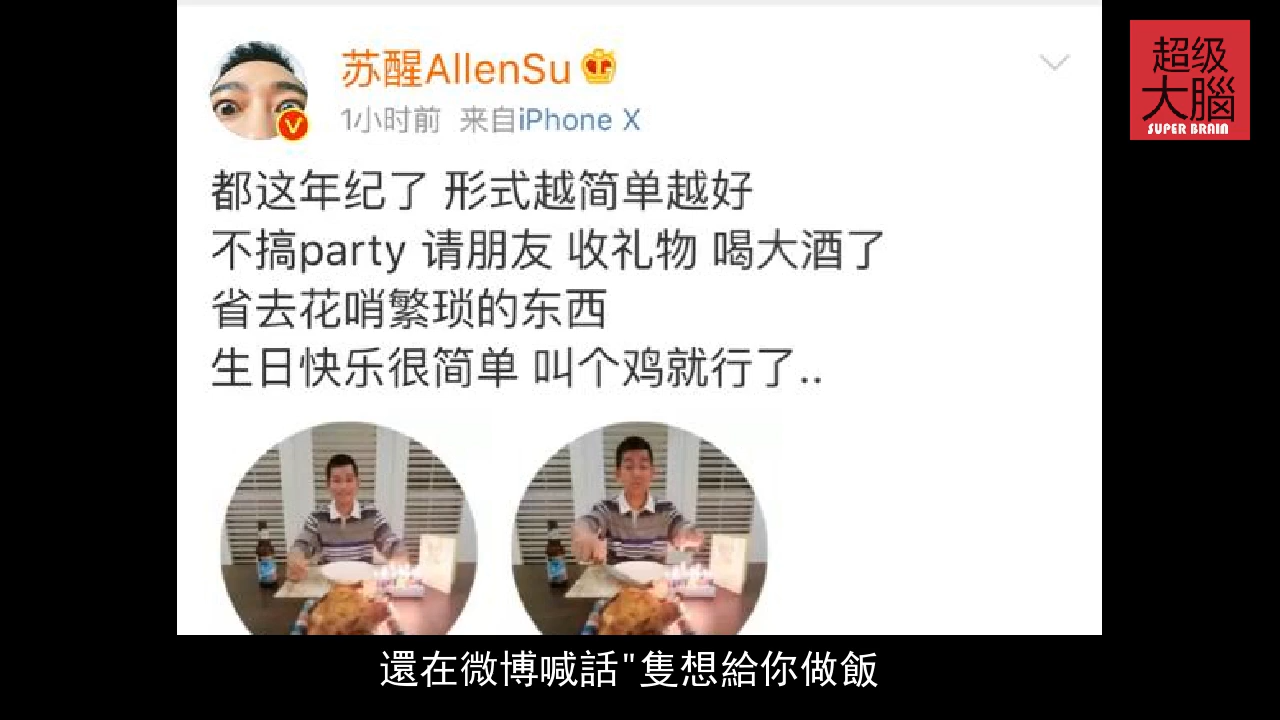 苏醒AllenSu
1小时前 来自iPhone X
都这年纪了 形式越简单越好
不搞party 请朋友 收礼物 喝大酒了
省去花哨繁琐的东西
生日快乐很简单 叫个鸡就行了..
超级
大腦
SUPER BRAIN
還在微博喊話"隻想給你做飯